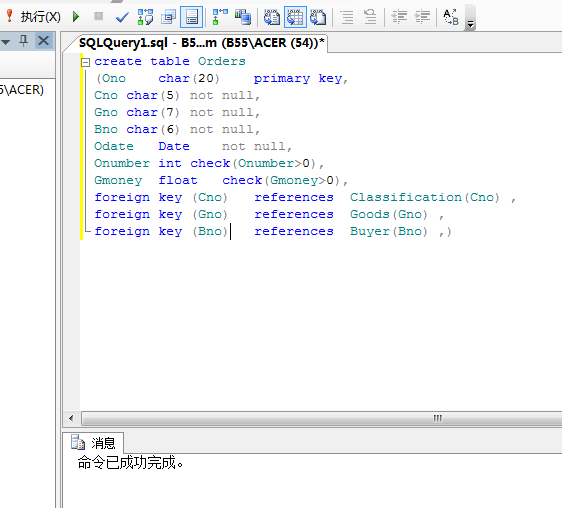 执行(X)
SQLQuery1.sql - B5...m (B55\ACER (54))*
5\ACER)
create table Orders
(Ono char(20) primary key,
Cno char(5) not null,
Gno char(7) not null,
Bno char(6) not null,
Odate Date not null,
Onumber int check(Onumber>0),
Gmoney float check(Gmoney>0),
foreign key (Cno) references Classification(Cno) ,
foreign key (Gno) references Goods(Gno) ,
foreign key (Bno) references Buyer(Bno) ,)
消息
命令已成功完成。